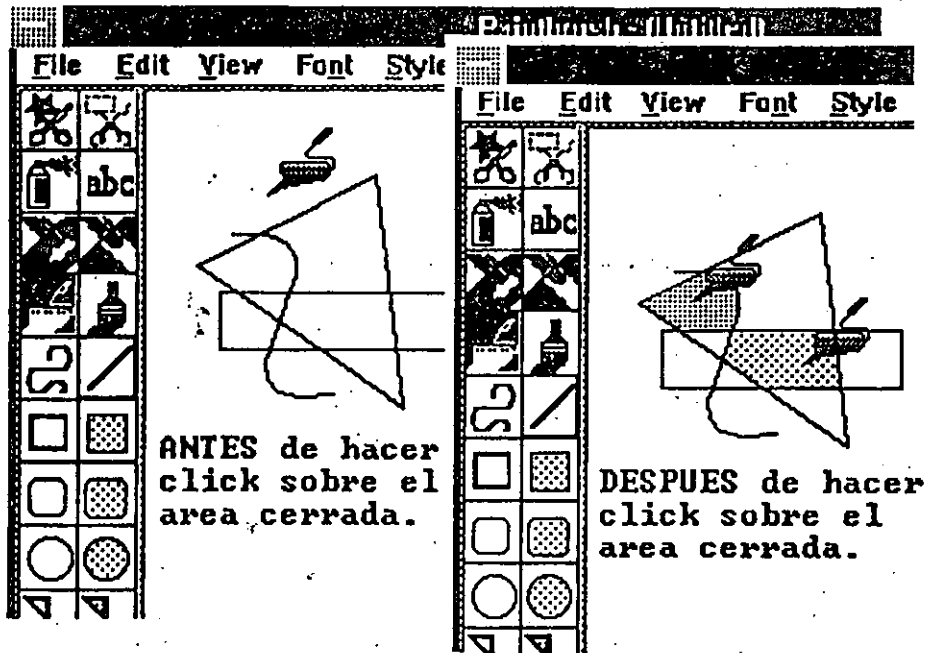 File Edit View Font Style
abc
ANTES de hacer
click sobre el
area cerrada.
File Edit View Font Style
abc
DESPUES de hacer
click sobre el
area cerrada.